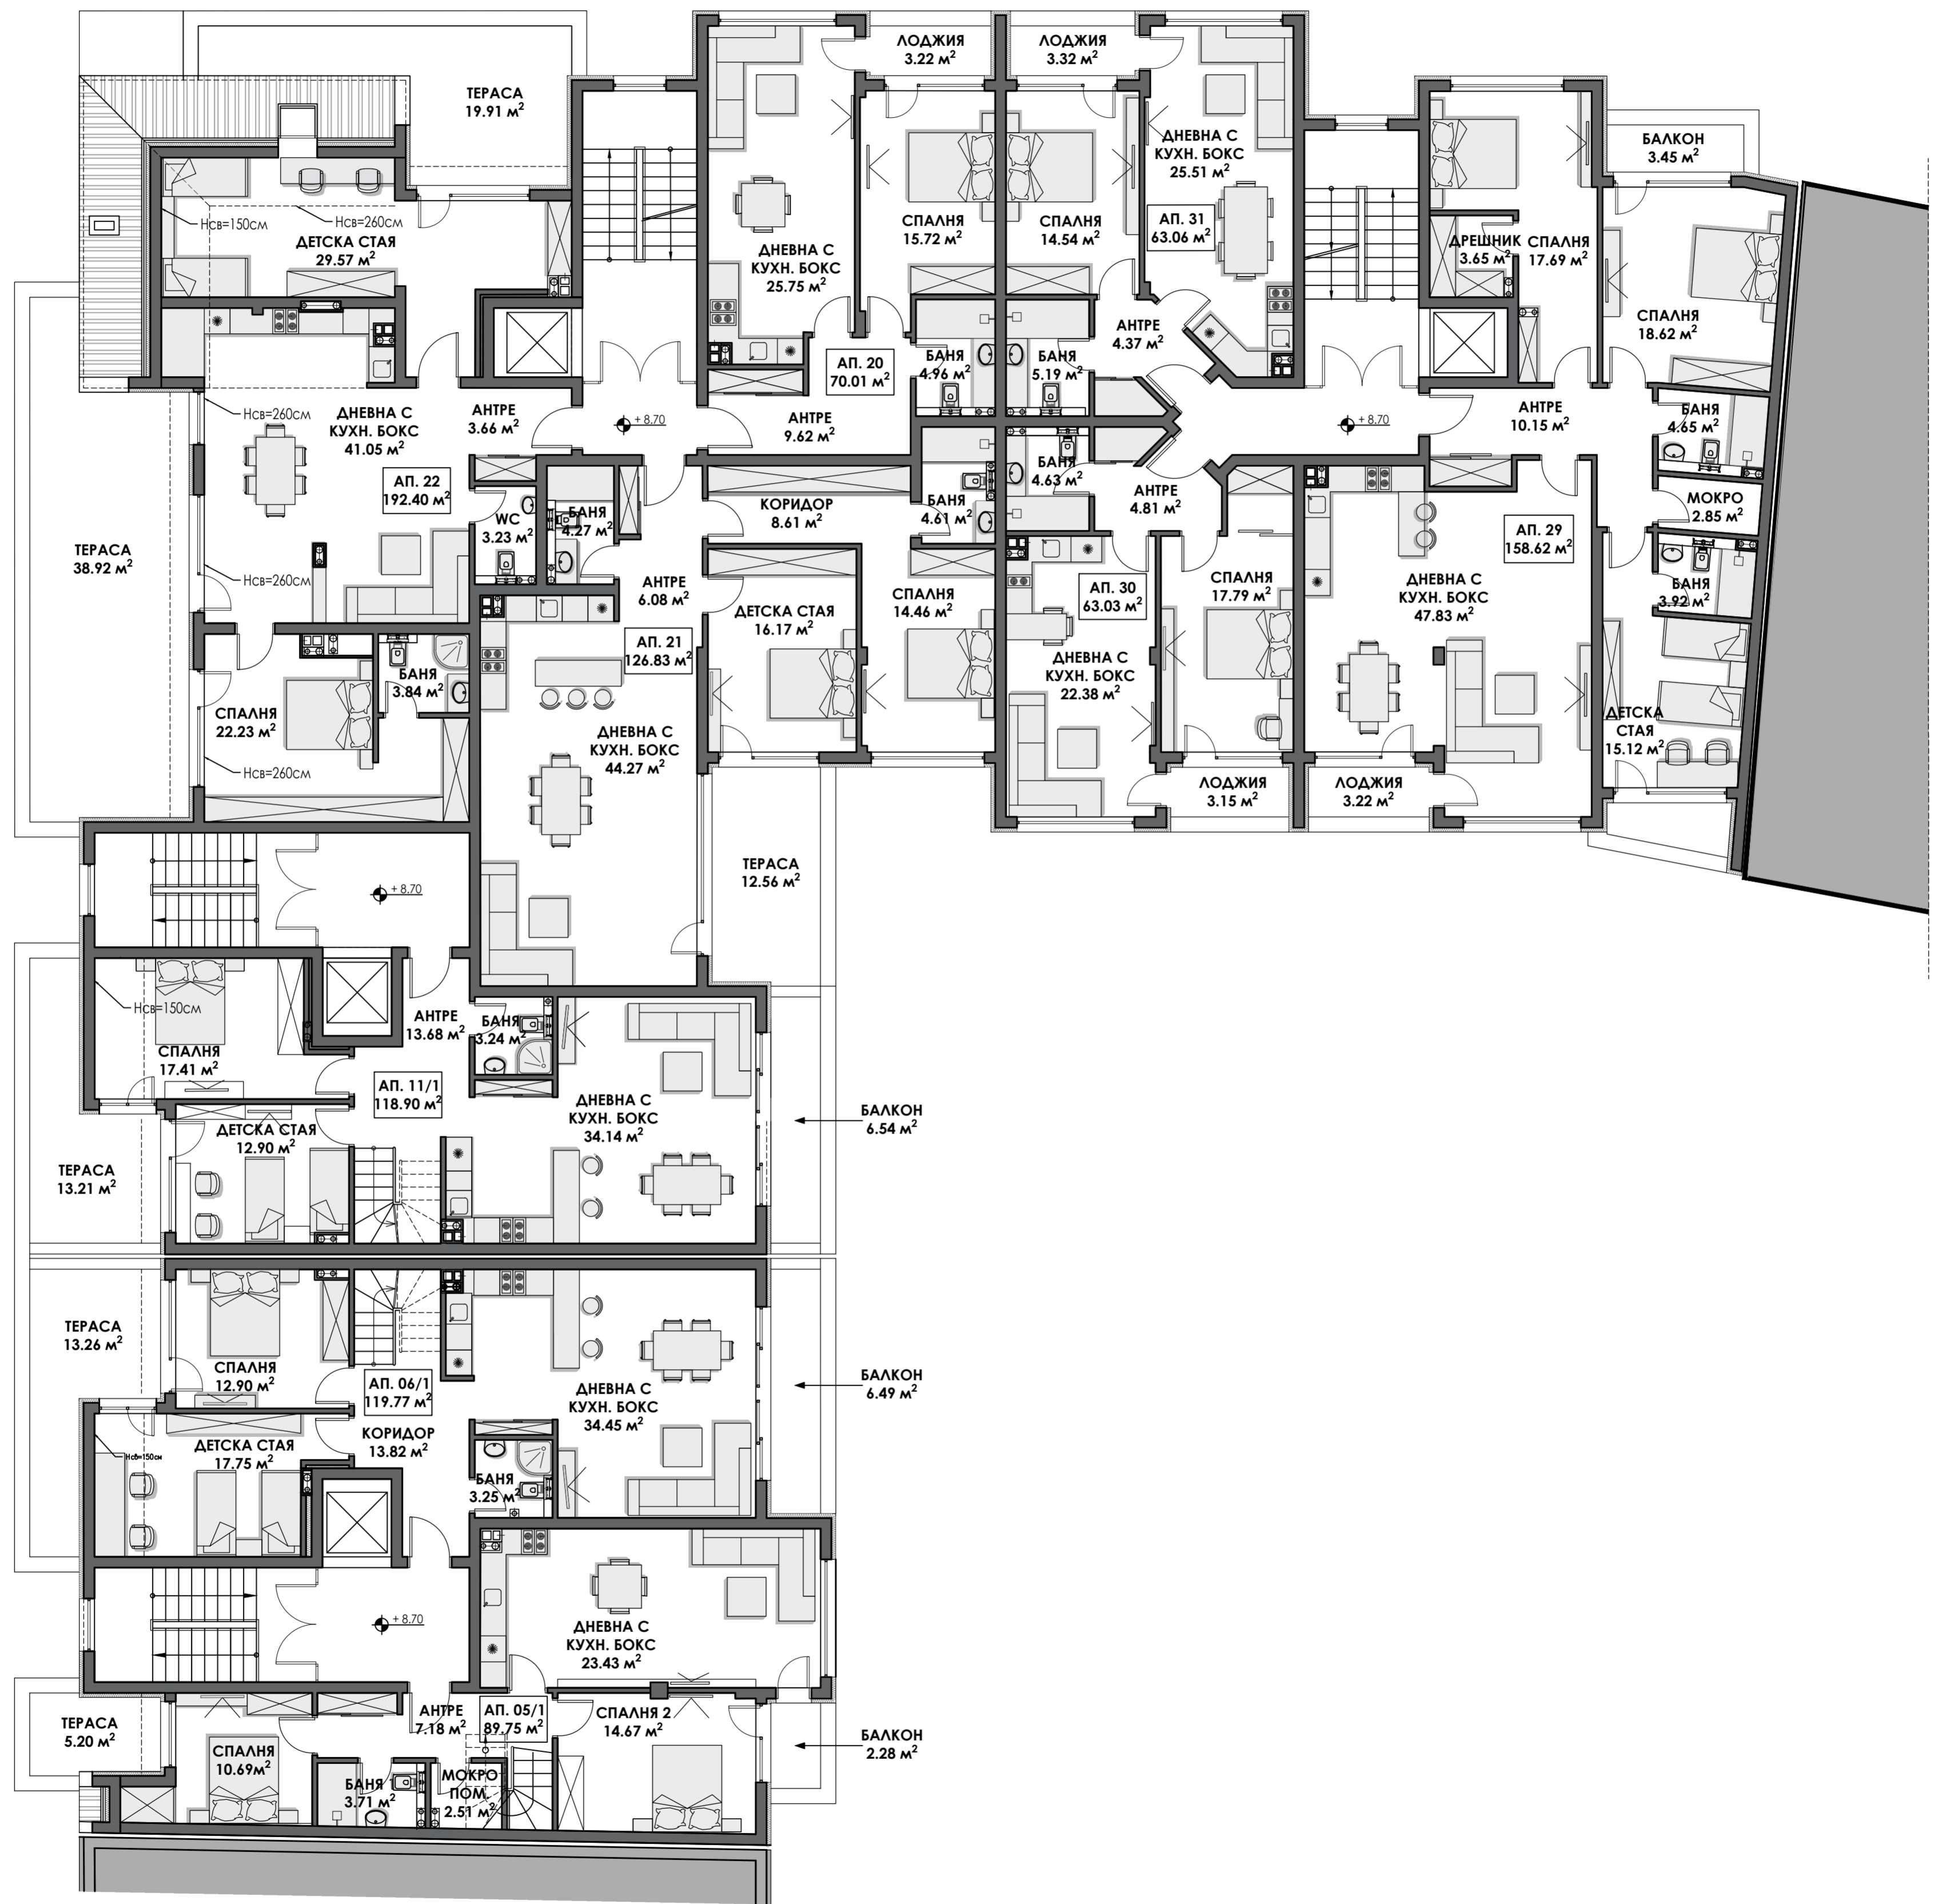 ТЕРАСА
19.91 м²
ЛОДЖИЯ
3.22 м²
ЛОДЖИЯ
3.32 м²
ДНЕВНА С
КУХН. БОКС
25.51 м²
АП. 31
63.06 м²
БАЛКОН
3.45 м²
Нсв=150см
Нсв=260см
ДЕТСКА СТАЯ
29.57 м²
ДНЕВНА С
КУХН. БОКС
25.75 м²
СПАЛНЯ
15.72 м²
СПАЛНЯ
14.54 м²
ДРЕШНИК
3.65 м²
СПАЛНЯ
17.69 м²
СПАЛНЯ
18.62 м²
АНТРЕ
4.37 м²
АП. 20
70.01 м²
БАНЯ
4.96 м²
БАНЯ
5.19 м²
Нсв=260см
ДНЕВНА С
КУХН. БОКС
41.05 м²
АНТРЕ
3.66 м²
+ 8.70
АНТРЕ
9.62 м²
+ 8.70
АНТРЕ
10.15 м²
БАНЯ
4.65 м²
АП. 22
192.40 м²
WC
3.23 м²
БАНЯ
4.27 м²
КОРИДОР
8.61 м²
БАНЯ
4.61 м²
БАНЯ
4.63 м²
АНТРЕ
4.81 м²
МОКРО
2.85 м²
АП. 29
158.62 м²
ТЕРАСА
38.92 м²
Нсв=260см
АНТРЕ
6.08 м²
ДЕТСКА СТАЯ
16.17 м²
СПАЛНЯ
14.46 м²
АП. 30
63.03 м²
СПАЛНЯ
17.79 м²
ДНЕВНА С
КУХН. БОКС
47.83 м²
БАНЯ
3.92 м²
АП. 21
126.83 м²
БАНЯ
3.84 м²
СПАЛНЯ
22.23 м²
Нсв=260см
ДНЕВНА С
КУХН. БОКС
44.27 м²
ДНЕВНА С
КУХН. БОКС
22.38 м²
ДЕТСКА
СТАЯ
15.12 м²
ЛОДЖИЯ
3.15 м²
ЛОДЖИЯ
3.22 м²
ТЕРАСА
12.56 м²
+ 8.70
Нсв=150см
СПАЛНЯ
17.41 м²
АНТРЕ
13.68 м²
БАНЯ
3.24 м²
АП. 11/1
118.90 м²
ДНЕВНА С
КУХН. БОКС
34.14 м²
БАЛКОН
6.54 м²
ДЕТСКА СТАЯ
12.90 м²
ТЕРАСА
13.21 м²
ТЕРАСА
13.26 м²
СПАЛНЯ
12.90 м²
АП. 06/1
119.77 м²
ДНЕВНА С
КУХН. БОКС
34.45 м²
БАЛКОН
6.49 м²
КОРИДОР
13.82 м²
ДЕТСКА СТАЯ
17.75 м²
Нсв=150см
БАНЯ
3.25 м²
+ 8.70
ДНЕВНА С
КУХН. БОКС
23.43 м²
ТЕРАСА
5.20 м²
АНТРЕ
7.18 м²
АП. 05/1
89.75 м²
СПАЛНЯ 2
14.67 м²
БАЛКОН
2.28 м²
СПАЛНЯ
10.69м²
БАНЯ 1
3.71 м²
МОКРО
ПОМ.
2.51 м²